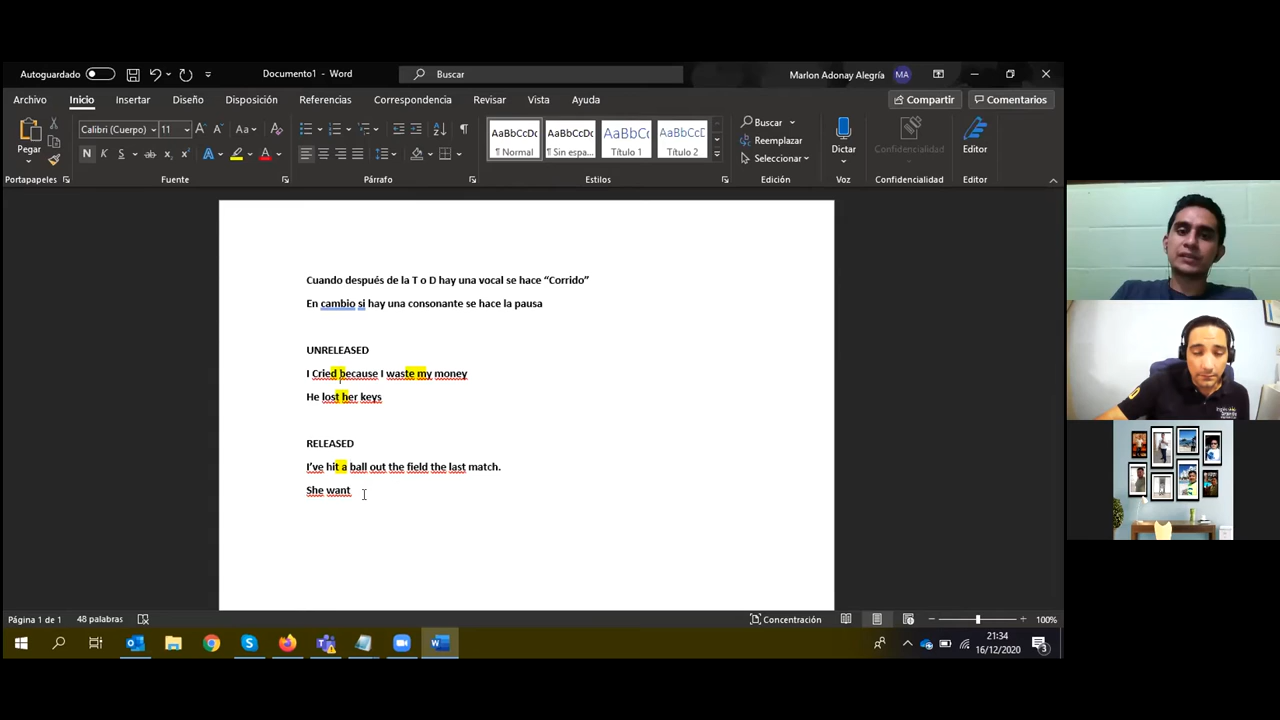 Autoguardado
Documento1 - Word
Buscar
Marlon Adonay Alegría MA
Archivo Inicio Insertar Diseño Disposición Referencias Correspondencia Revisar Vista Ayuda
Compartir Comentarios
Pegar
Calibri (Cuerpo) 11
N K S ab x₂ x²
AaBbCcDc AaBbCcDc AaBbCc AaBbCcD
¶ Normal ¶ Sin espa... Título 1 Título 2
Buscar
Reemplazar
Seleccionar
Dictar
Confidencialidad
Editor
Portapapeles Fuente Párrafo Estilos Edición Voz Confidencialidad Editor
Cuando después de la T o D hay una vocal se hace “Corrido”
En cambio si hay una consonante se hace la pausa
UNRELEASED
I Cried because I waste my money
He lost her keys
RELEASED
I’ve hit a ball out the field the last match.
She want
Página 1 de 1 48 palabras
Concentración 100%
21:34
16/12/2020
3